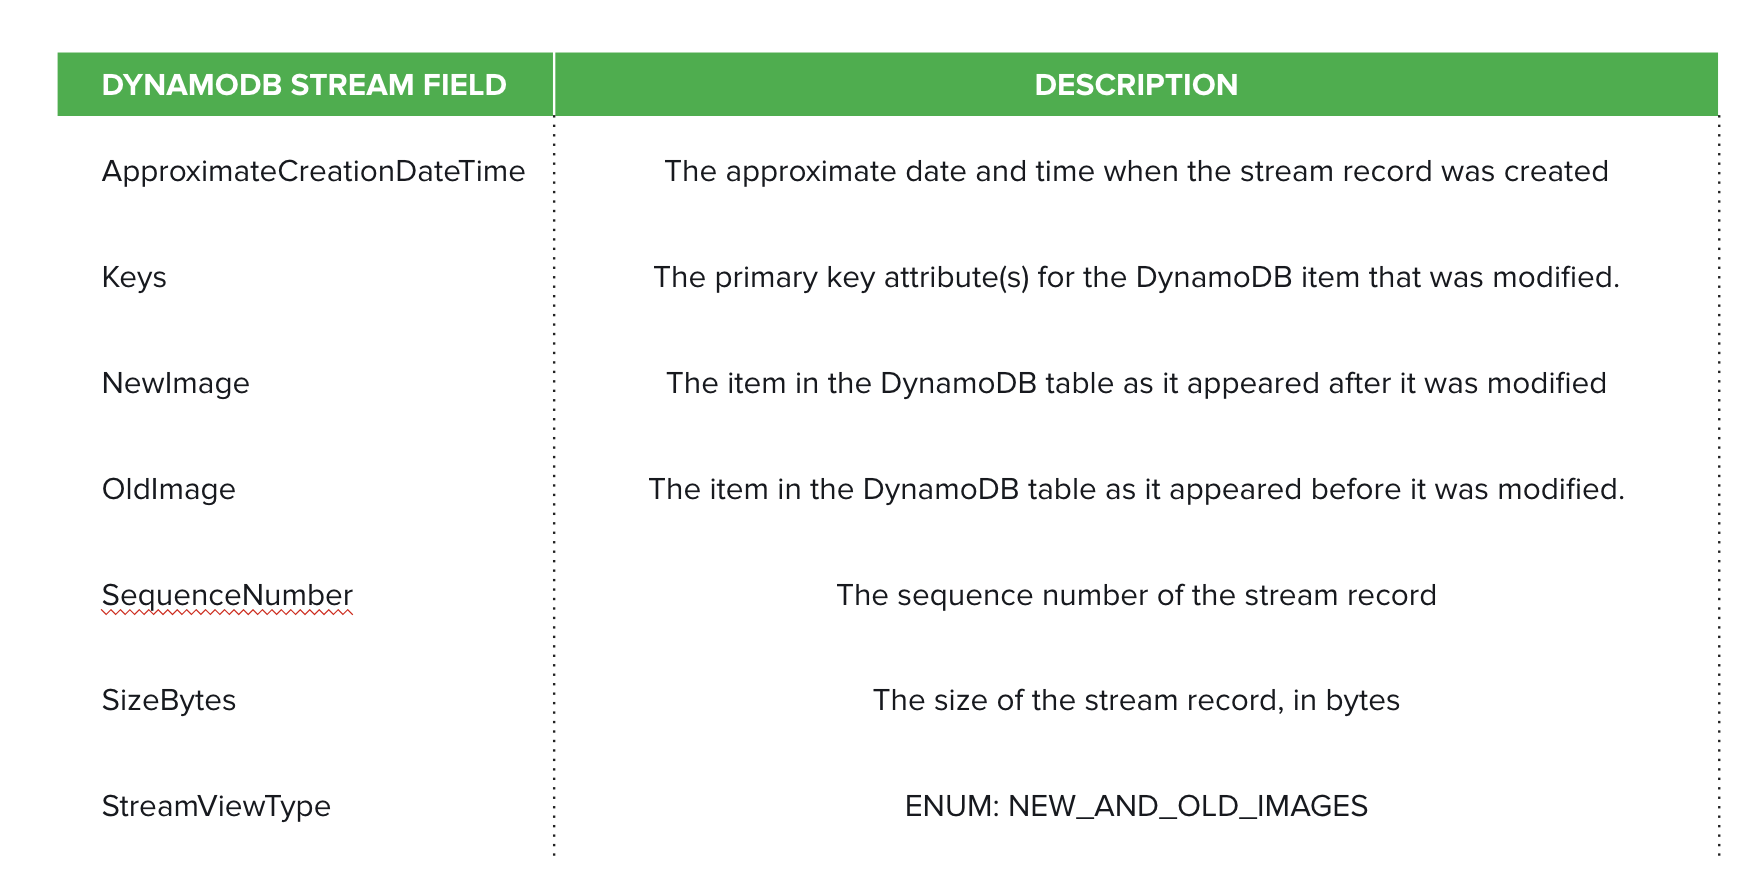 DYNAMODB STREAM FIELD DESCRIPTION
ApproximateCreationDateTime The approximate date and time when the stream record was created
Keys The primary key attribute(s) for the DynamoDB item that was modified.
NewImage The item in the DynamoDB table as it appeared after it was modified
OldImage The item in the DynamoDB table as it appeared before it was modified.
SequenceNumber The sequence number of the stream record
SizeBytes The size of the stream record, in bytes
StreamViewType ENUM: NEW_AND_OLD_IMAGES